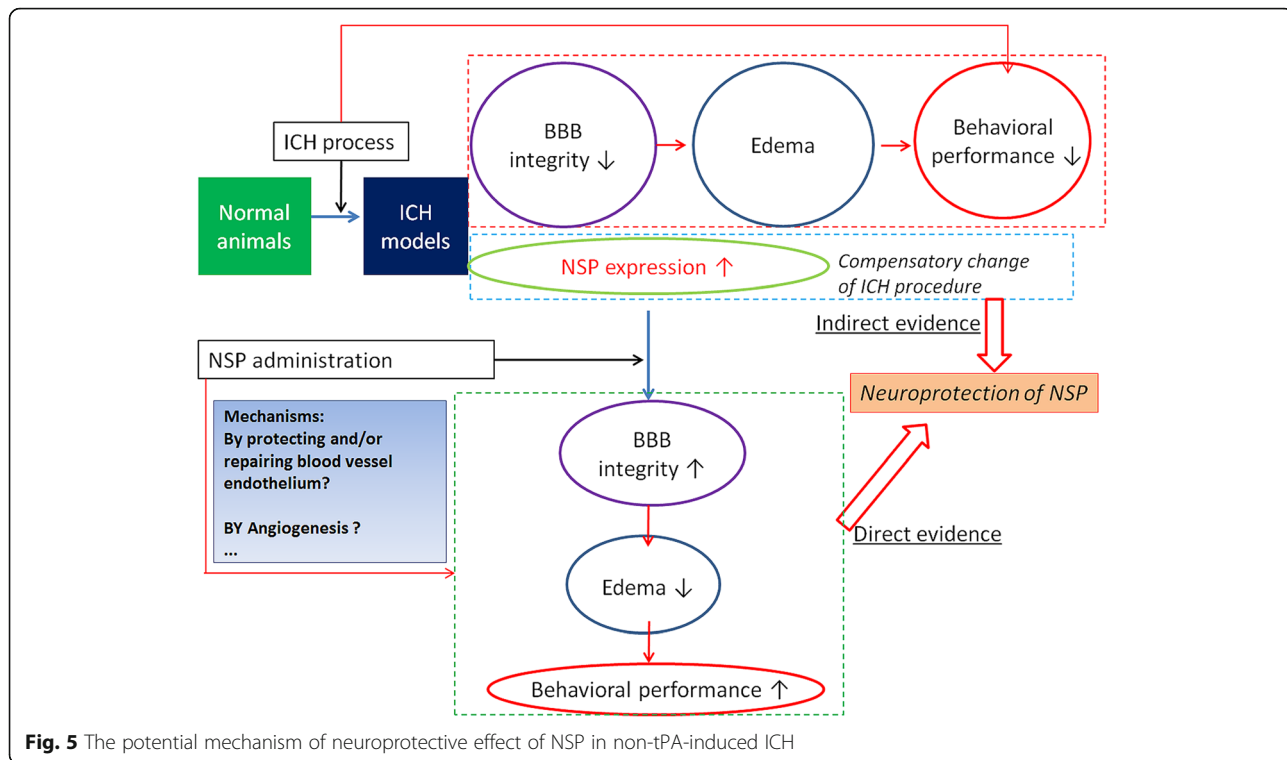 ICH process
Normal
animals
ICH
models
BBB
integrity ↓
Edema
Behavioral
performance ↓
NSP expression ↑
Compensatory change
of ICH procedure
Indirect evidence
NSP administration
Neuroprotection of NSP
Mechanisms:
By protecting and/or
repairing blood vessel
endothelium?
BY Angiogenesis ?
...
BBB
integrity ↑
Direct evidence
Edema ↓
Behavioral performance ↑
Fig. 5 The potential mechanism of neuroprotective effect of NSP in non-tPA-induced ICH